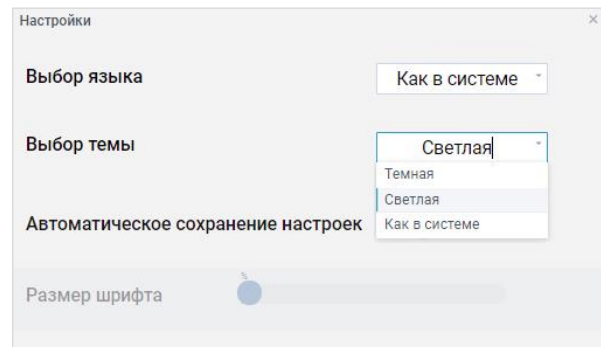 Настройки
Выбор языка
Как в системе
Выбор темы
Светлая
Темная
Светлая
Автоматическое сохранение настроек
Как в системе
%
Размер шрифта